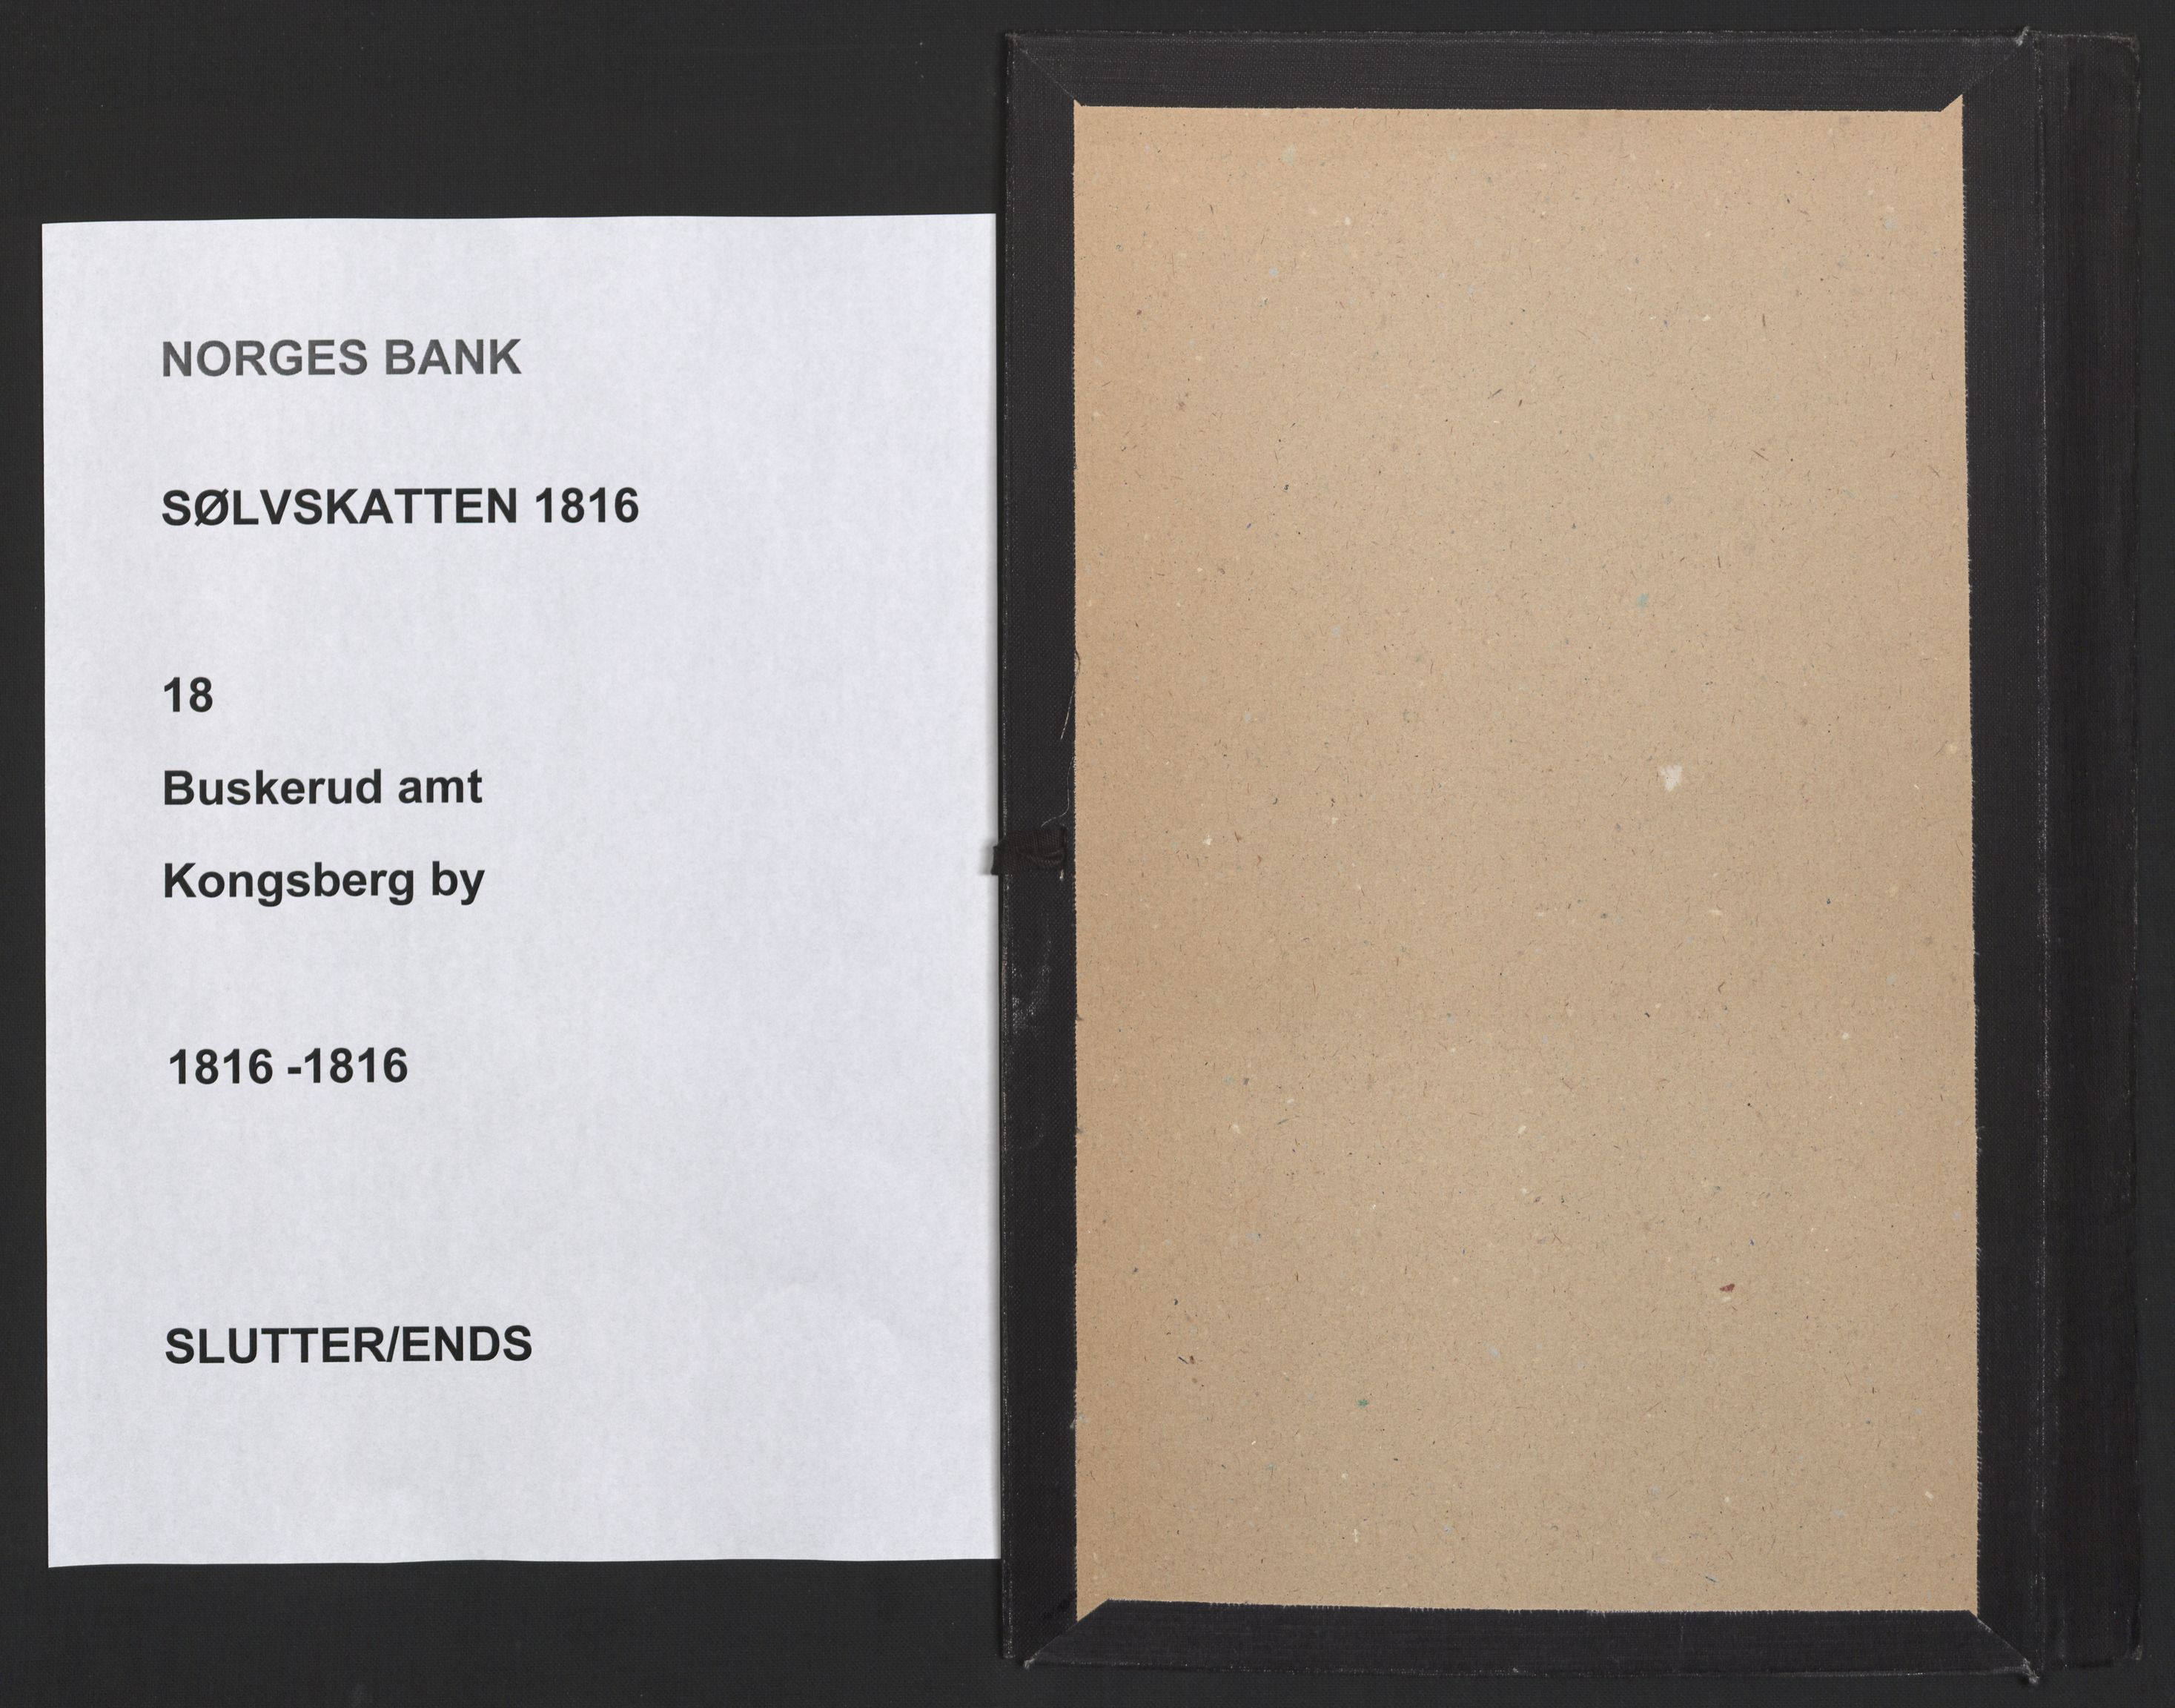 NORGES BANK
SØLVSKATTEN 1816
18
Buskerud amt
Kongsberg by
1816 -1816
SLUTTER/ENDS